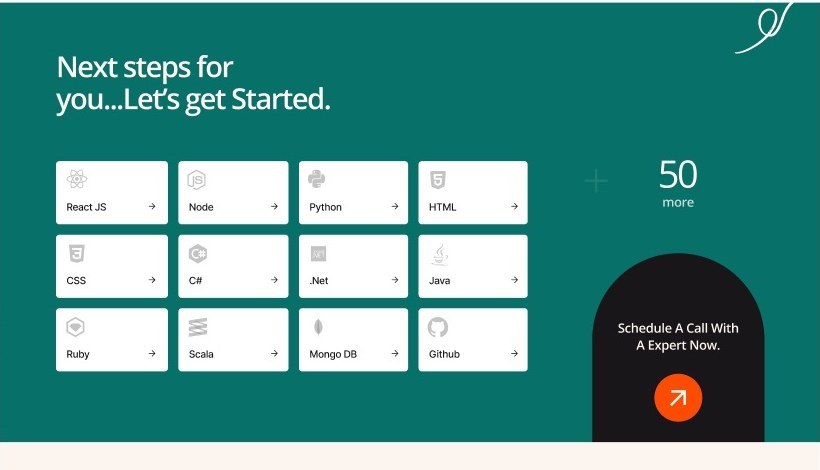 Next steps for
you...Let's get Started.
React JS
Node
Python
HTML
CSS
C#
.Net
Java
Ruby
Scala
Mongo DB
Github
50
more
Schedule A Call With
A Expert Now.